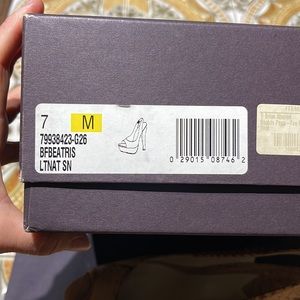 7 M
79938423-G26
BFBEATRIS
LTNAT SN
0 29015 08746 2